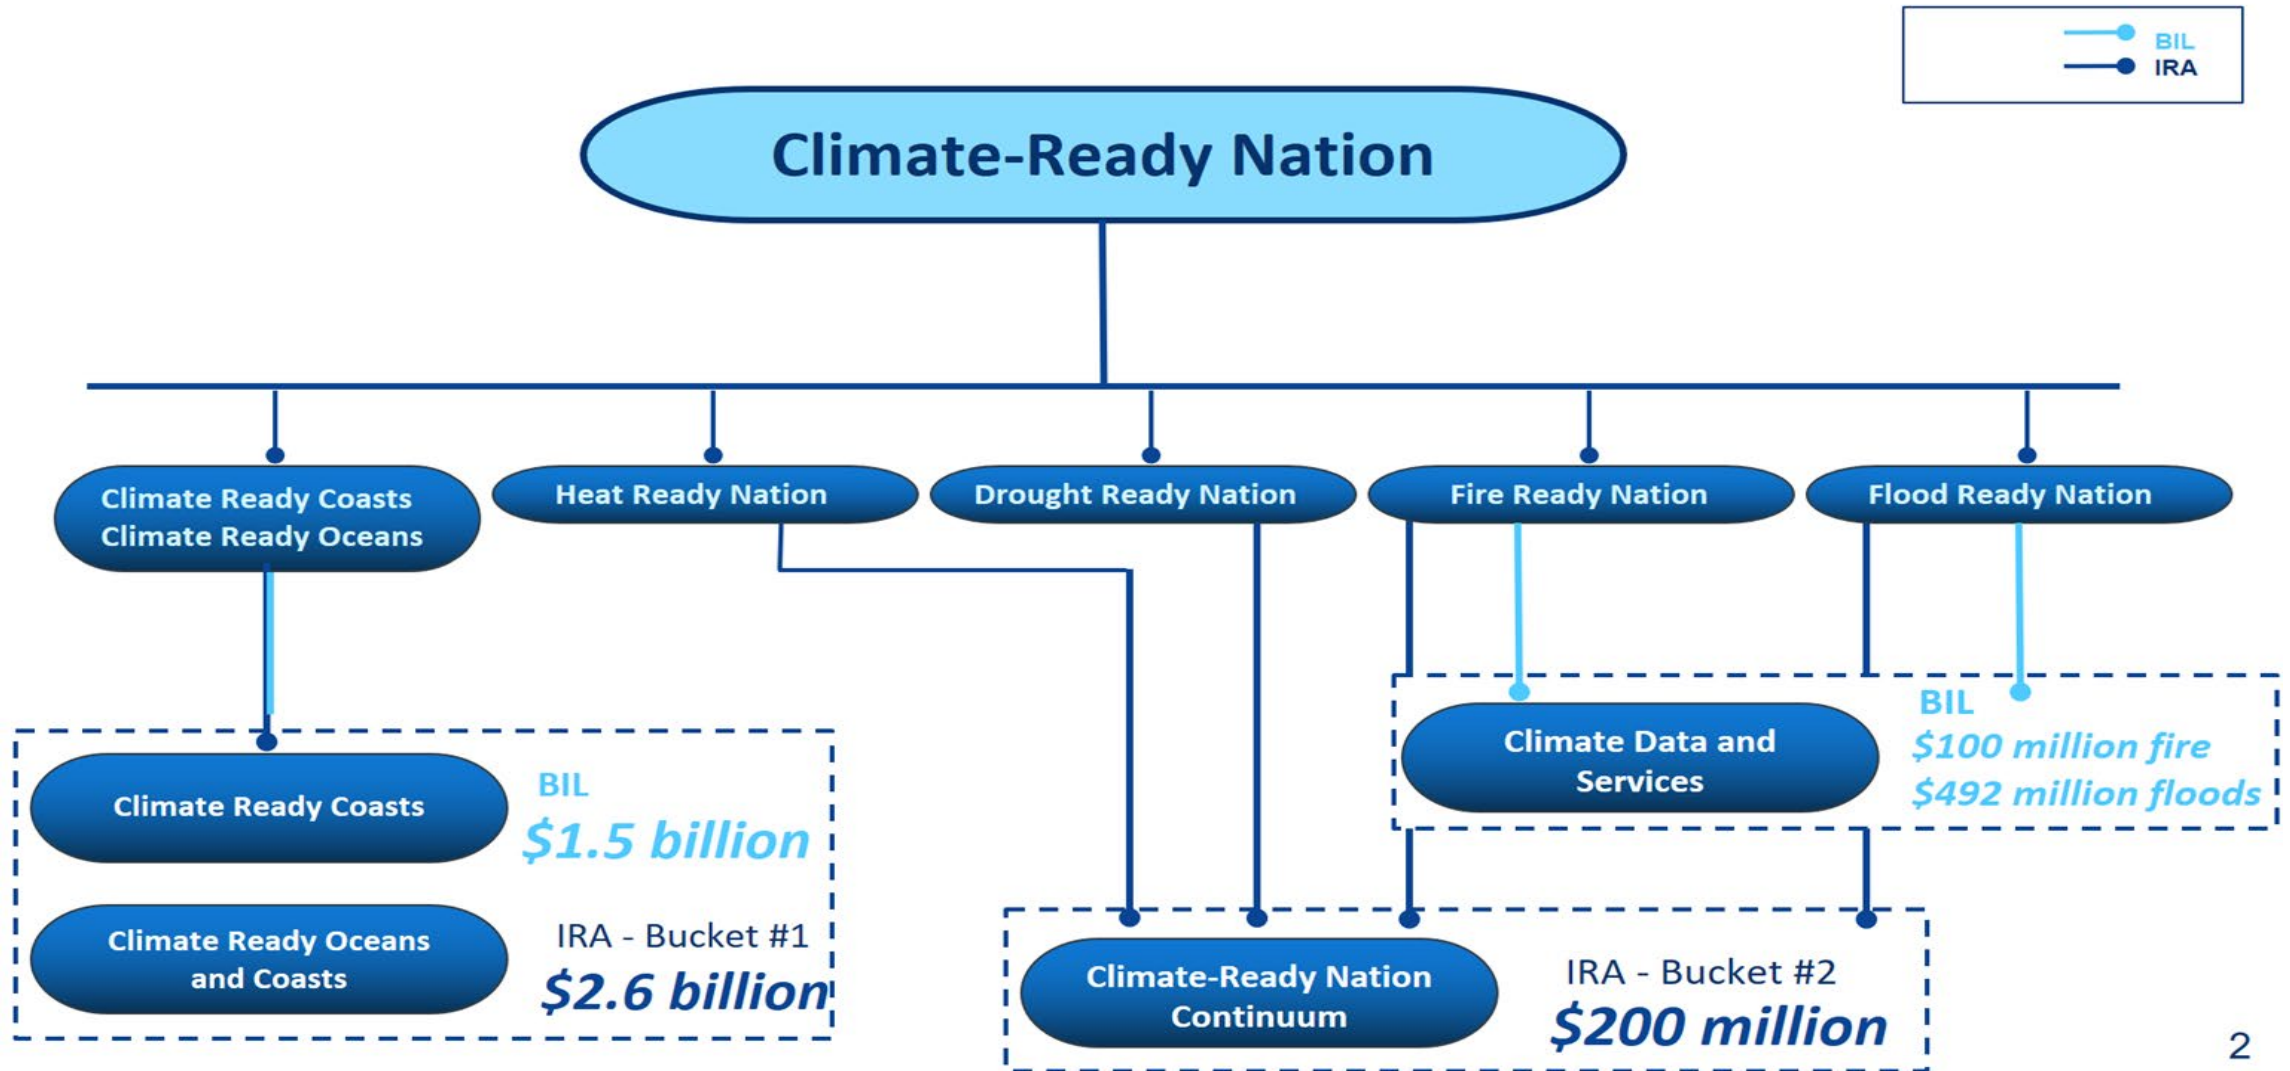 BIL
IRA
Climate-Ready Nation
Climate Ready Coasts
Climate Ready Oceans
Heat Ready Nation
Drought Ready Nation
Fire Ready Nation
Flood Ready Nation
Climate Ready Coasts
BIL
$1.5 billion
Climate Ready Oceans
and Coasts
IRA - Bucket #1
$2.6 billion
Climate Data and
Services
BIL
$100 million fire
$492 million floods
Climate-Ready Nation
Continuum
IRA - Bucket #2
$200 million
2